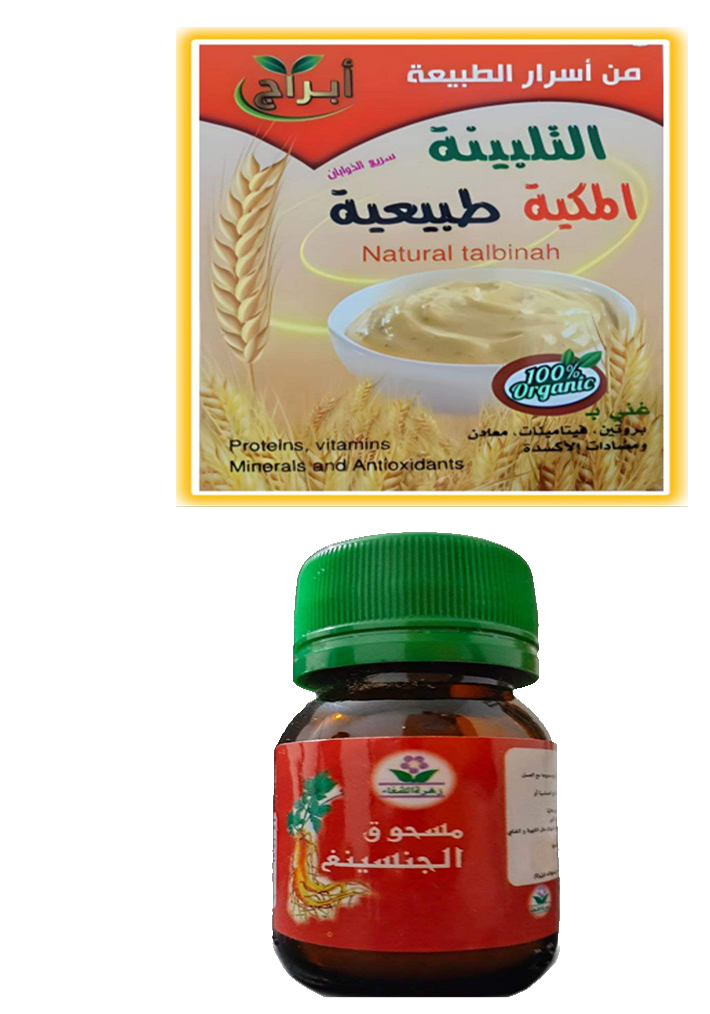 من أسرار الطبيعة
أبراج
التلبينة
سريع الذوبان
المكية طبيعية
Natural talbinah
100%
Organic
غني بـ
بروتين، فيتامينات، معادن
ومضادات الأكسدة
Proteins, vitamins
Minerals and Antioxidants
زهرة الشفاء
مسحوق
الجنسينغ